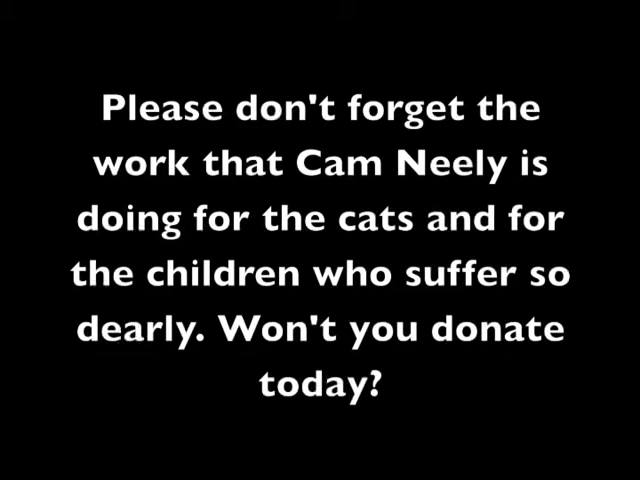 Please don't forget the
work that Cam Neely is
doing for the cats and for
the children who suffer so
dearly. Won't you donate
today?